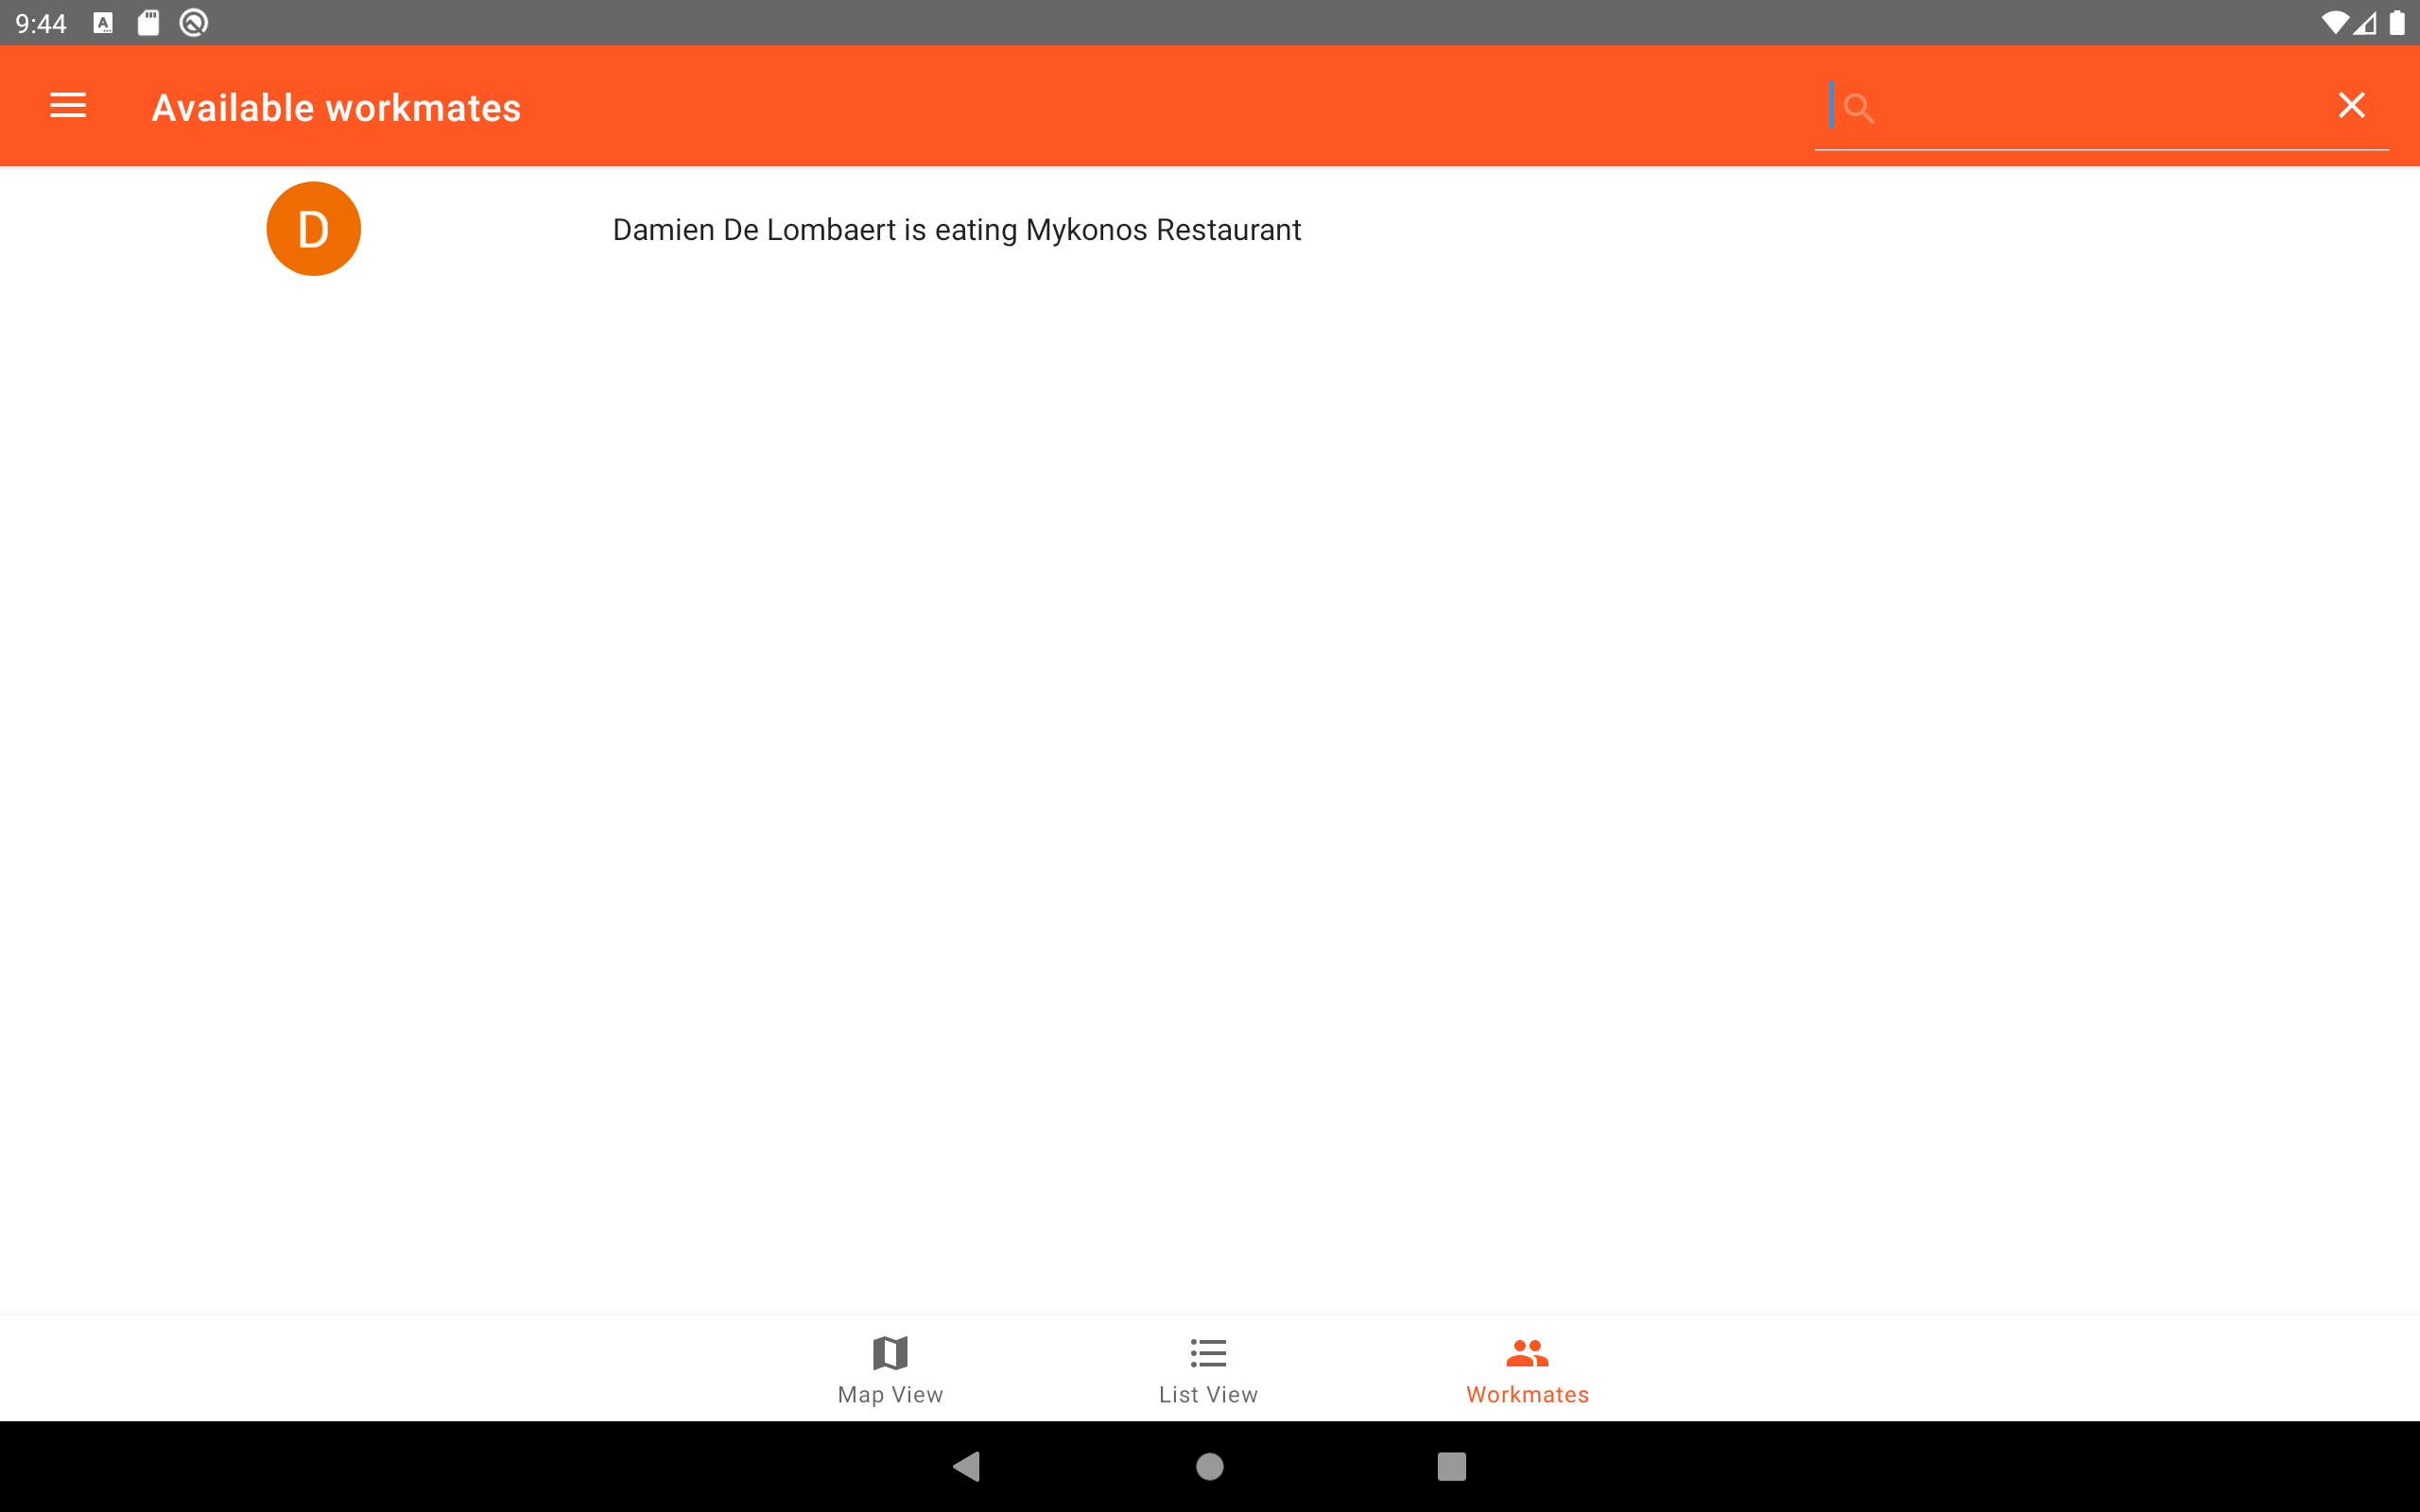 9:44
Available workmates
D
Damien De Lombaert is eating Mykonos Restaurant
Map View
List View
Workmates